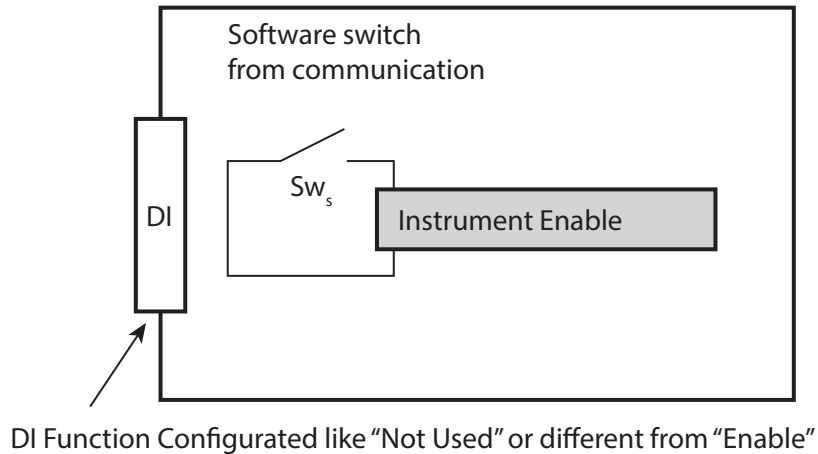 Software switch
from communication
Sws
DI
Instrument Enable
DI Function Configurated like “Not Used” or different from “Enable”